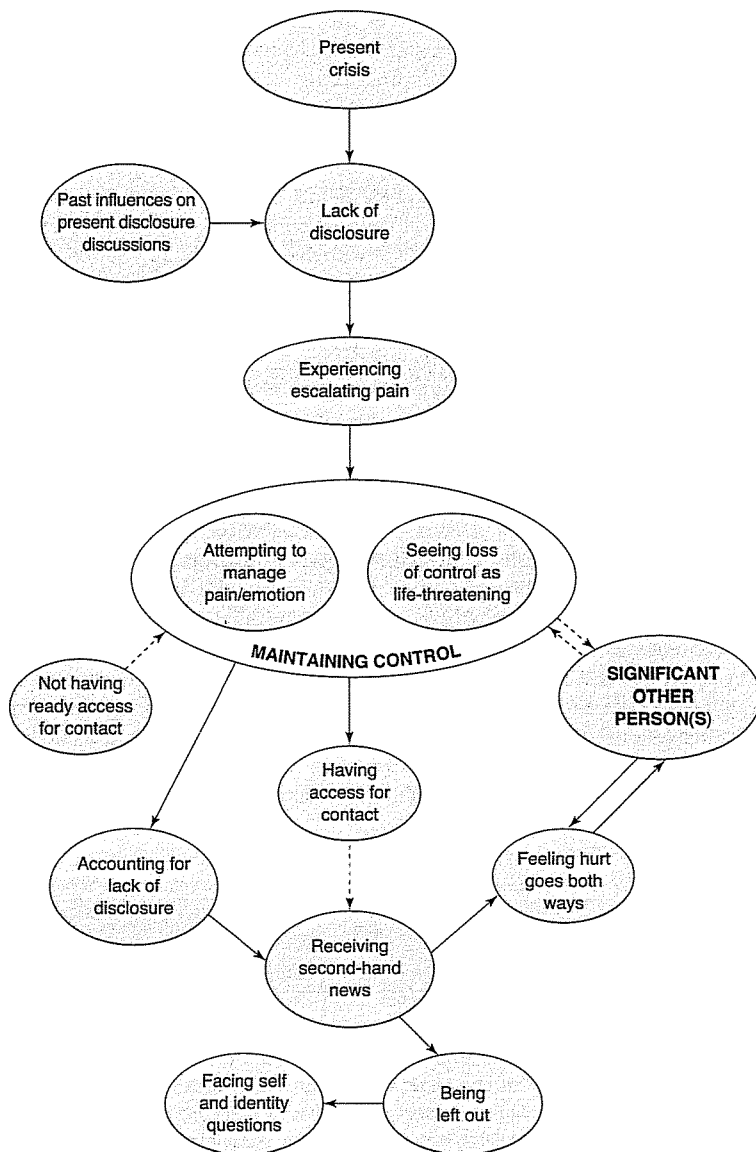 Present
crisis
Past influences on
present disclosure
discussions
Lack of
disclosure
Experiencing
escalating pain
Attempting to
manage
pain/emotion
Seeing loss
of control as
life-threatening
MAINTAINING CONTROL
Not having
ready access
for contact
SIGNIFICANT
OTHER
PERSON(S)
Having
access for
contact
Accounting for
lack of
disclosure
Feeling hurt
goes both
ways
Receiving
second-hand
news
Facing self
and identity
questions
Being
left out